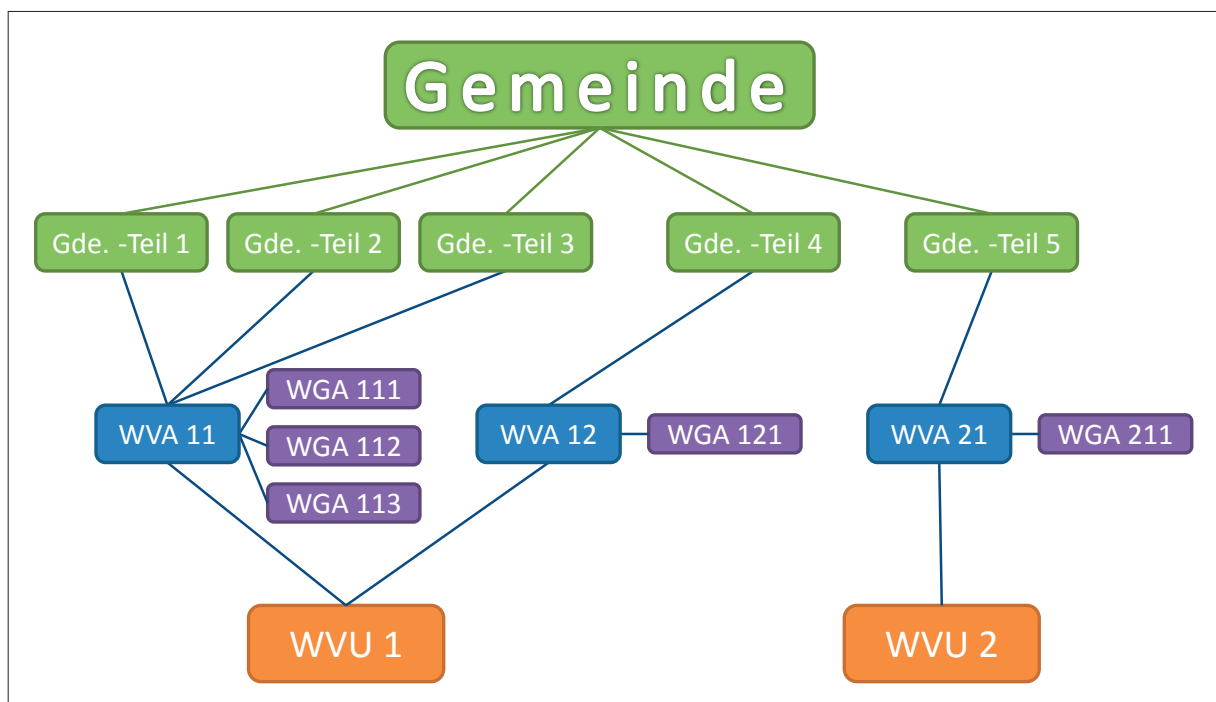 Gemeinde
Gde. -Teil 1
Gde. -Teil 2
Gde. -Teil 3
Gde. -Teil 4
Gde. -Teil 5
WGA 111
WVA 11
WGA 112
WGA 113
WVA 12
WGA 121
WVA 21
WGA 211
WVU 1
WVU 2